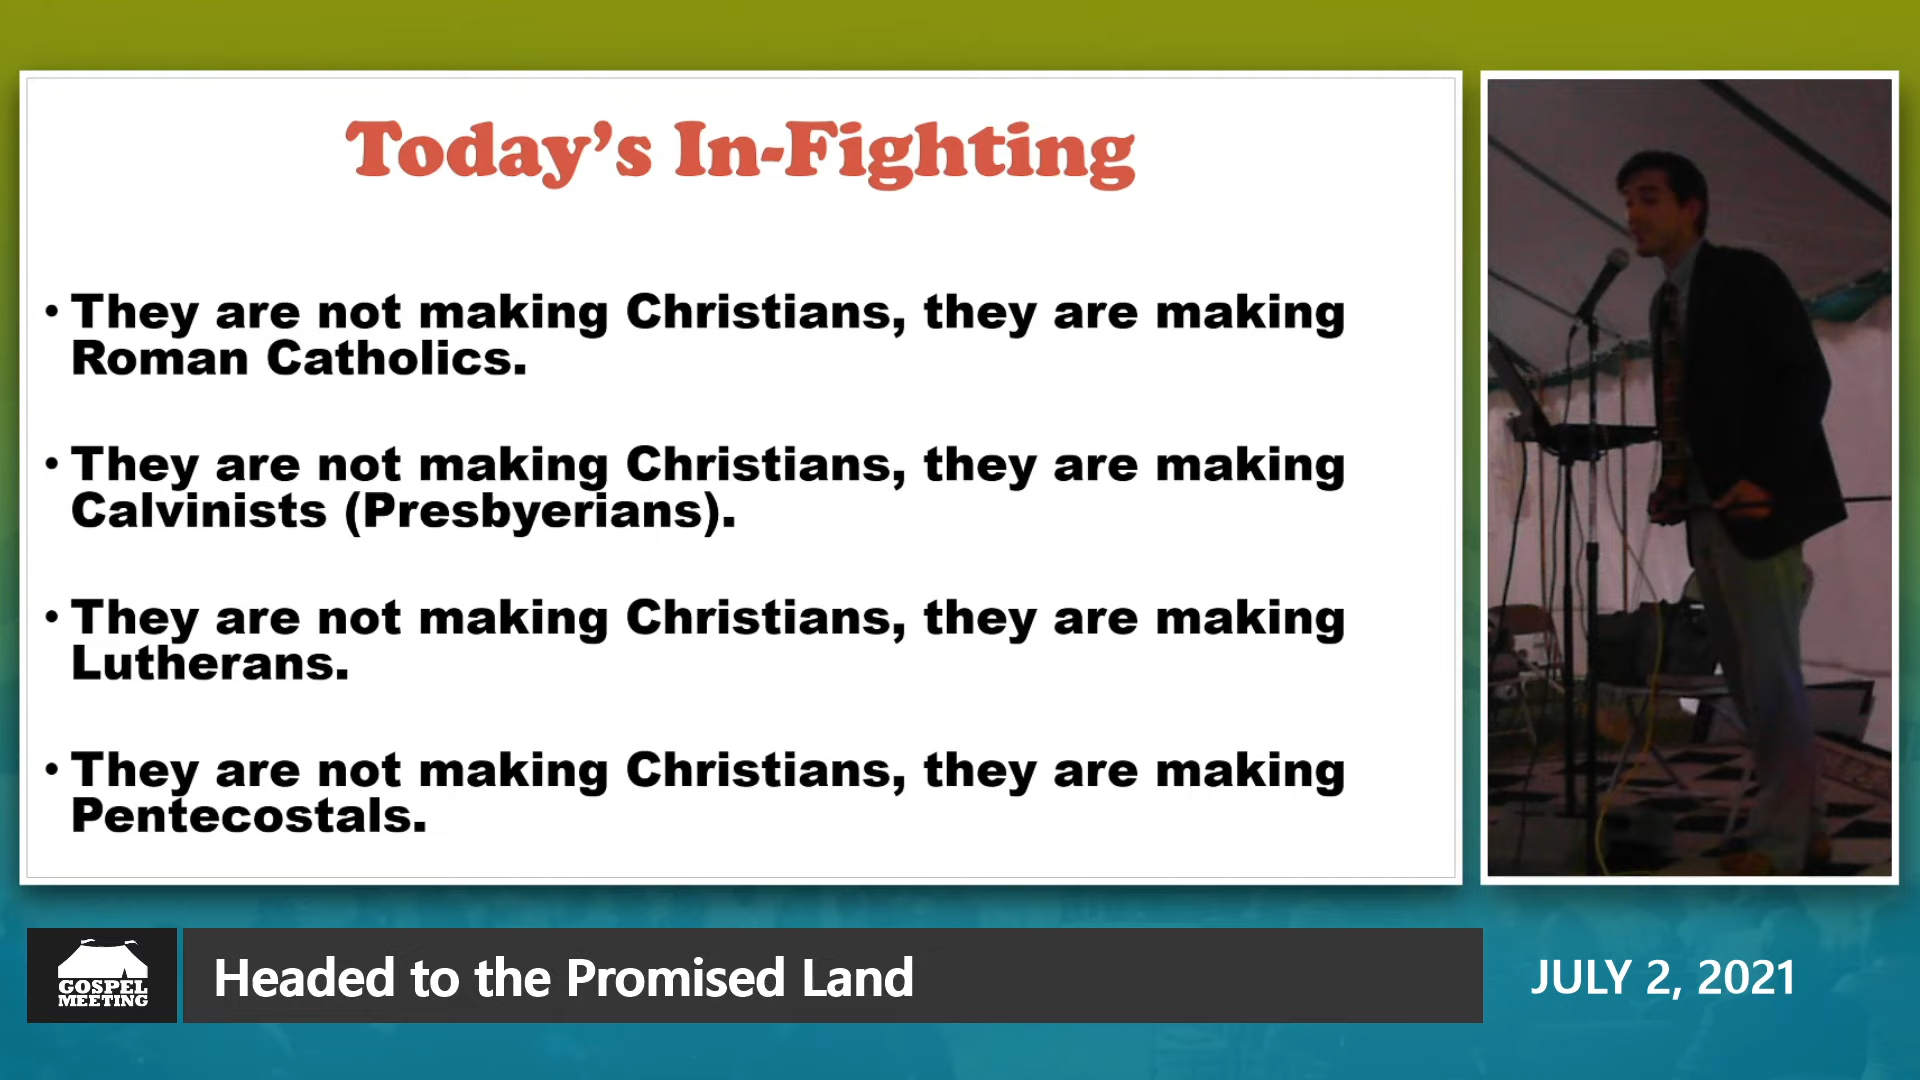 Today’s In-Fighting
• They are not making Christians, they are making
Roman Catholics.
• They are not making Christians, they are making
Calvinists (Presbyerians).
• They are not making Christians, they are making
Lutherans.
• They are not making Christians, they are making
Pentecostals.
GOSPEL
MEETING
Headed to the Promised Land
JULY 2, 2021